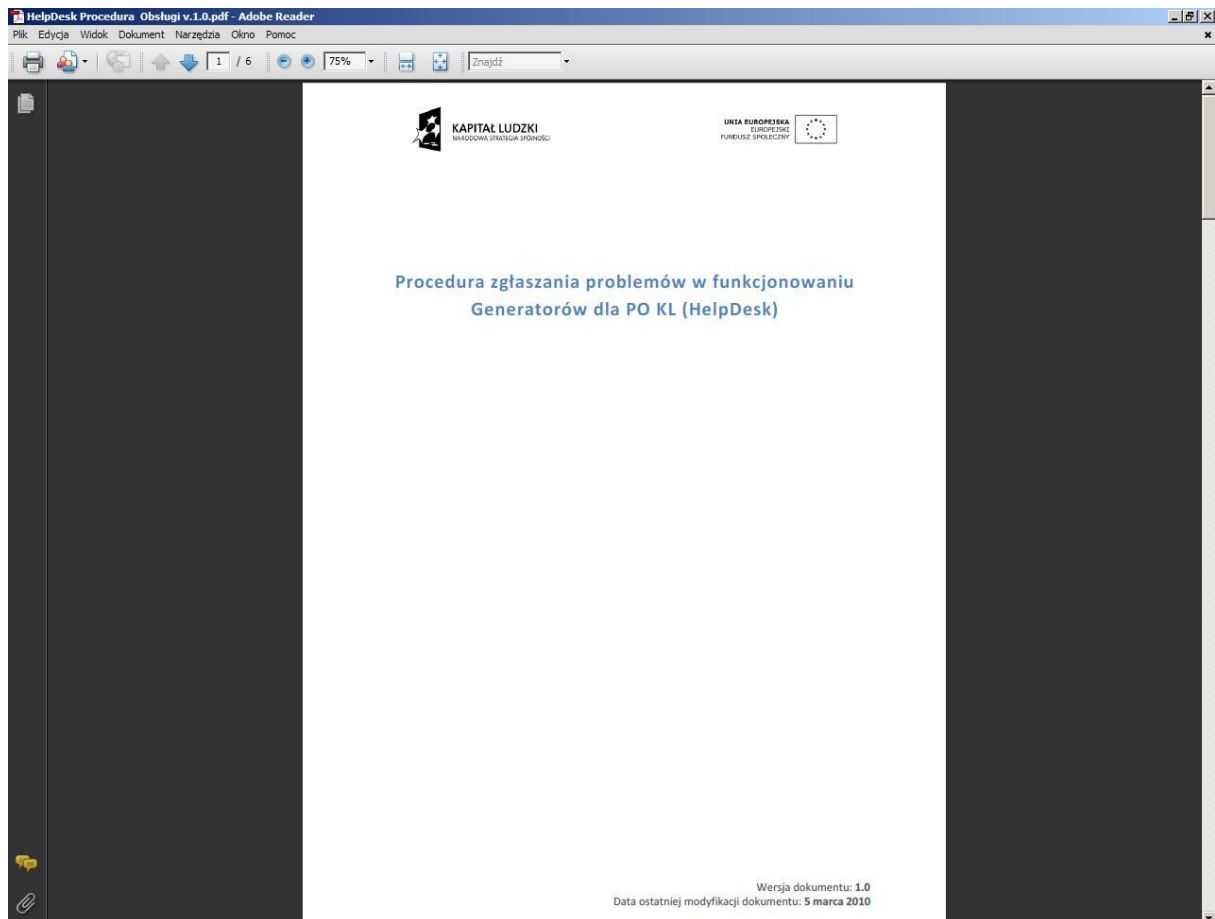 HelpDesk Procedura Obsługi v.1.0.pdf - Adobe Reader
Plik Edycja Widok Dokument Narzędzia Okno Pomoc
1 / 6 75% Znajdź
KAPITAŁ LUDZKI
NARODOWA STRATEGIA SPÓJNOŚCI
UNIA EUROPEJSKA
EUROPEJSKI
FUNDUSZ SPOŁECZNY
Procedura zgłaszania problemów w funkcjonowaniu
Generatorów dla PO KL (HelpDesk)
Wersja dokumentu: 1.0
Data ostatniej modyfikacji dokumentu: 5 marca 2010